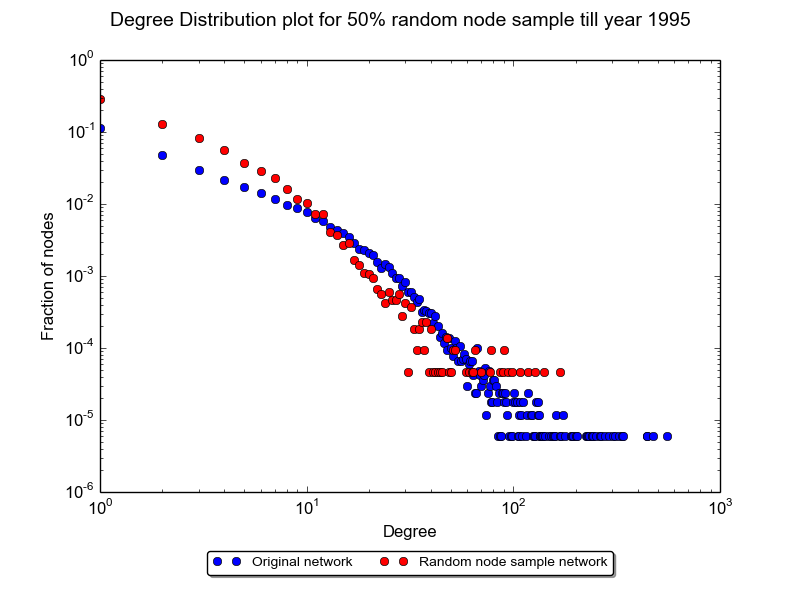 Degree Distribution plot for 50% random node sample till year 1995
10^0
10^-1
10^-2
10^-3
10^-4
10^-5
10^-6
Fraction of nodes
10^0 10^1 10^2 10^3
Degree
Original network Random node sample network